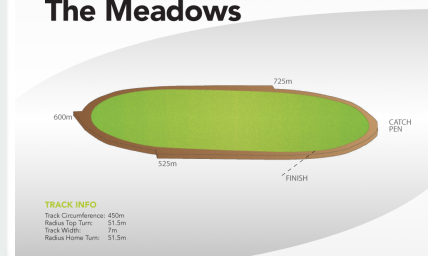 The Meadows
725m
600m
CATCH
PEN
525m
FINISH
TRACK INFO
Track Circumference: 450m
Radius Top Turn: 51.5m
Track Width: 7m
Radius Home Turn: 51.5m